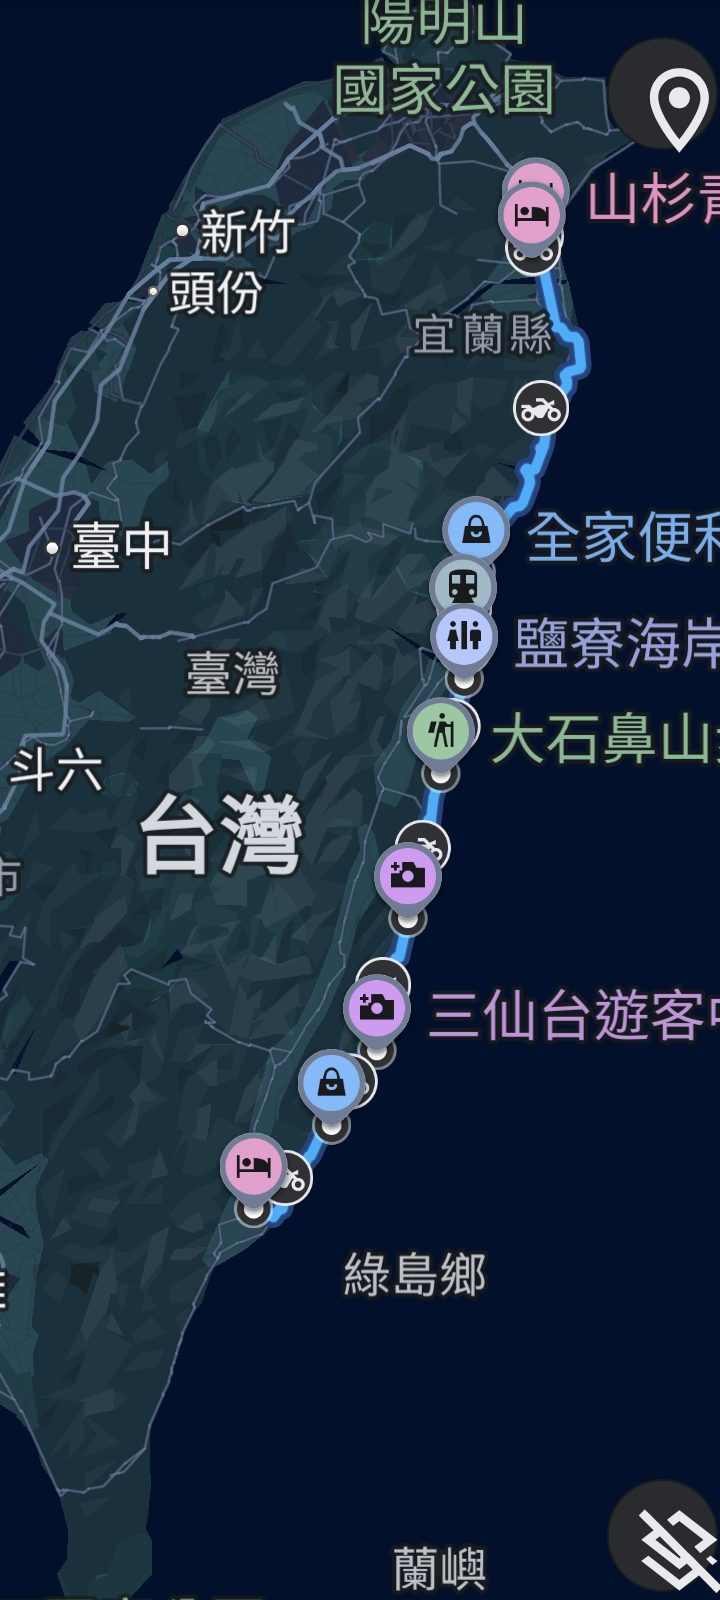 陽明山
國家公園
山杉青
新竹
頭份
宜蘭縣
全家便利
臺中
鹽寮海岸
臺灣
大石鼻山
斗六
台灣
市
三仙台遊客中
綠島鄉
蘭嶼